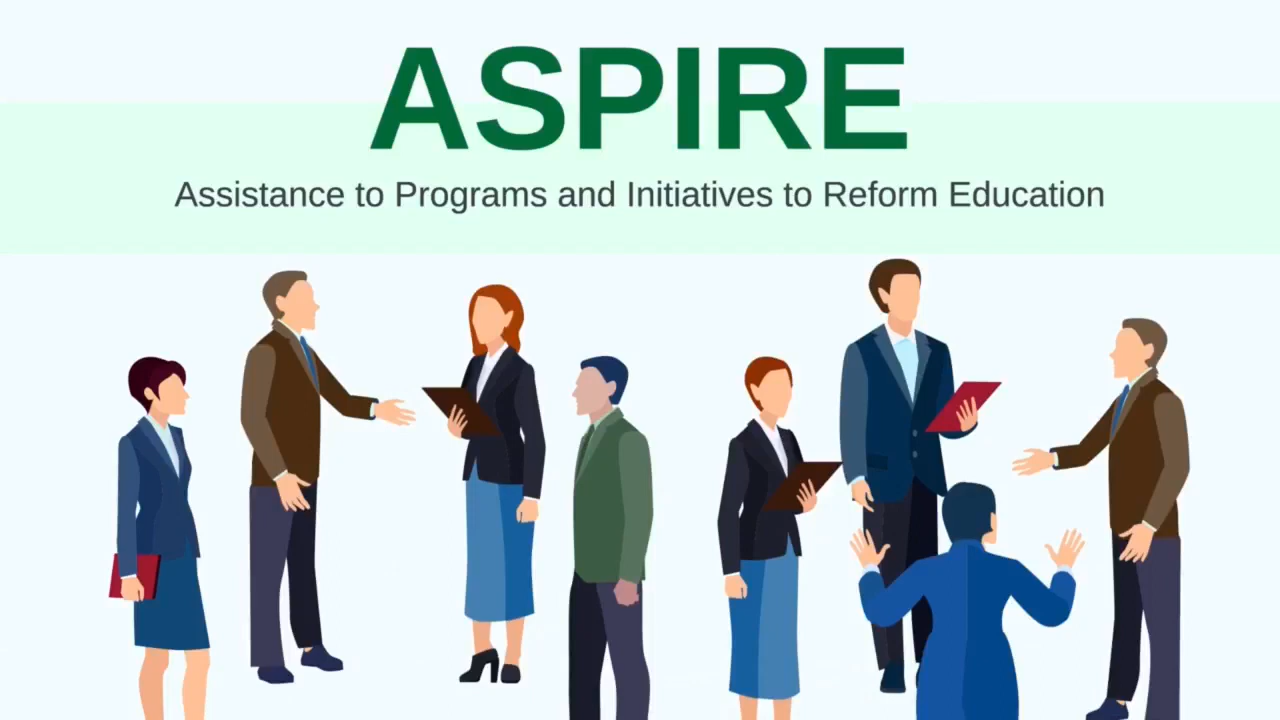 ASPIRE
Assistance to Programs and Initiatives to Reform Education